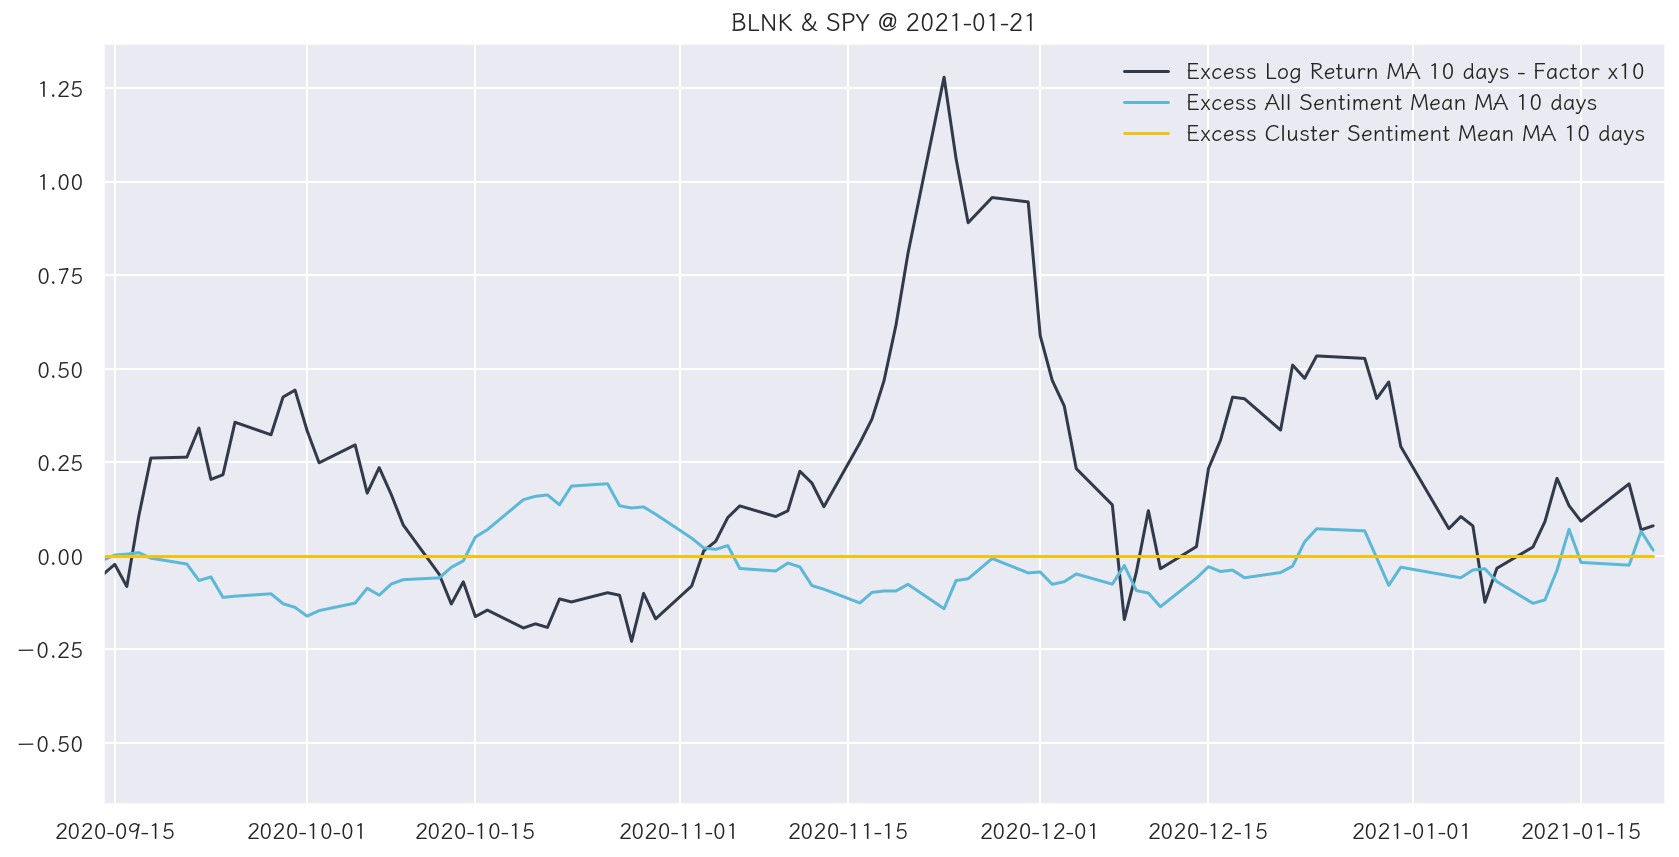 BLNK & SPY @ 2021-01-21
Excess Log Return MA 10 days - Factor x10
Excess All Sentiment Mean MA 10 days
Excess Cluster Sentiment Mean MA 10 days
1.25
1.00
0.75
0.50
0.25
0.00
−0.25
−0.50
2020-09-15 2020-10-01 2020-10-15 2020-11-01 2020-11-15 2020-12-01 2020-12-15 2021-01-01 2021-01-15